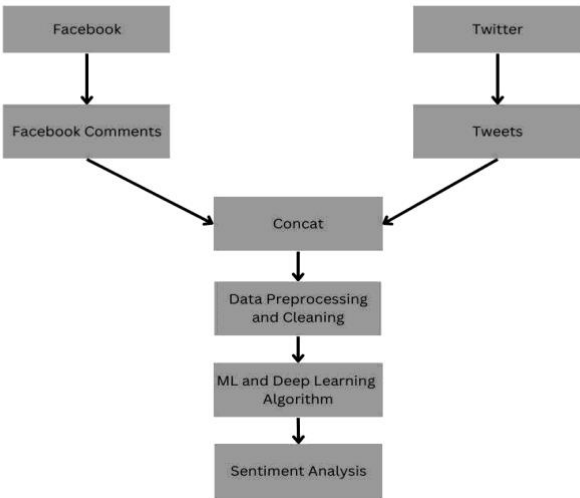 Facebook
Twitter
Facebook Comments
Tweets
Concat
Data Preprocessing
and Cleaning
ML and Deep Learning
Algorithm
Sentiment Analysis